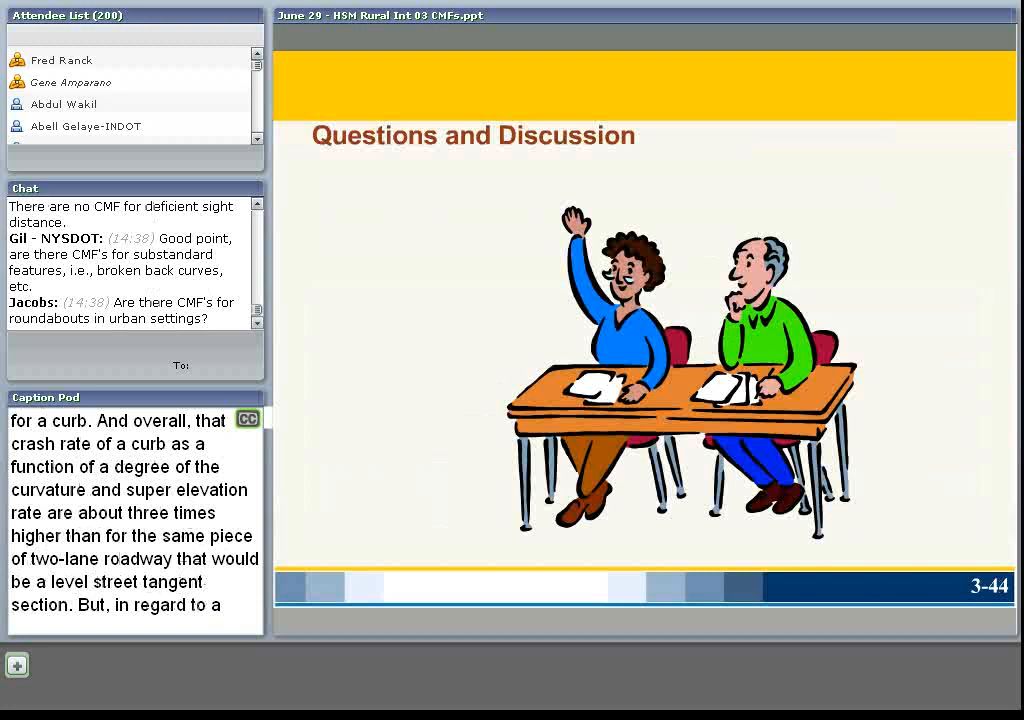 Attendee List (200)
Fred Ranck
Gene Amparano
Abdul Wakil
Abell Gelaye-INDOT
Chat
There are no CMF for deficient sight
distance.
Gil - NYSDOT: (14:38) Good point,
are there CMF's for substandard
features, i.e., broken back curves,
etc.
Jacobs: (14:38) Are there CMF's for
roundabouts in urban settings?
To:
Caption Pod
for a curb. And overall, that
CC
crash rate of a curb as a
function of a degree of the
curvature and super elevation
rate are about three times
higher than for the same piece
of two-lane roadway that would
be a level street tangent
section. But, in regard to a
June 29 - HSM Rural Int 03 CMFs.ppt
Questions and Discussion
3-44